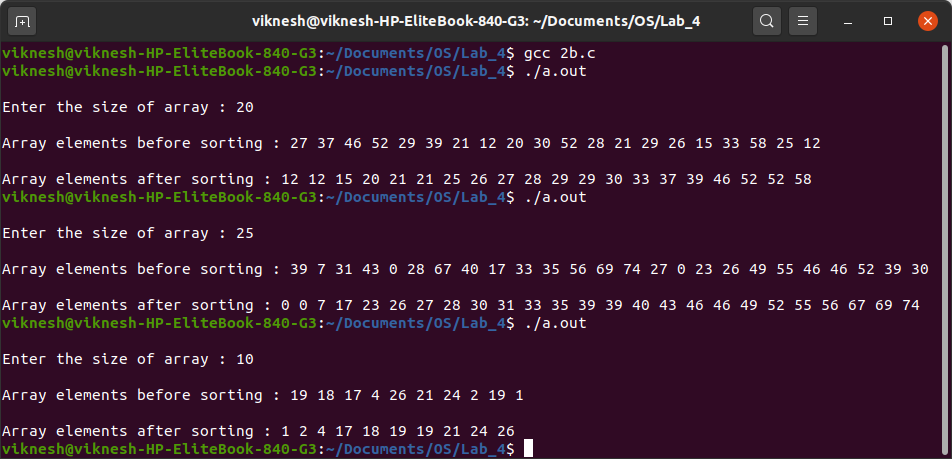 viknesh@viknesh-HP-EliteBook-840-G3: ~/Documents/OS/Lab_4
viknesh@viknesh-HP-EliteBook-840-G3:~/Documents/OS/Lab_4$ gcc 2b.c
viknesh@viknesh-HP-EliteBook-840-G3:~/Documents/OS/Lab_4$ ./a.out
Enter the size of array : 20
Array elements before sorting : 27 37 46 52 29 39 21 12 20 30 52 28 21 29 26 15 33 58 25 12
Array elements after sorting : 12 12 15 20 21 21 25 26 27 28 29 29 30 33 37 39 46 52 52 58
viknesh@viknesh-HP-EliteBook-840-G3:~/Documents/OS/Lab_4$ ./a.out
Enter the size of array : 25
Array elements before sorting : 39 7 31 43 0 28 67 40 17 33 35 56 69 74 27 0 23 26 49 55 46 46 52 39 30
Array elements after sorting : 0 0 7 17 23 26 27 28 30 31 33 35 39 39 40 43 46 46 49 52 55 56 67 69 74
viknesh@viknesh-HP-EliteBook-840-G3:~/Documents/OS/Lab_4$ ./a.out
Enter the size of array : 10
Array elements before sorting : 19 18 17 4 26 21 24 2 19 1
Array elements after sorting : 1 2 4 17 18 19 19 21 24 26
viknesh@viknesh-HP-EliteBook-840-G3:~/Documents/OS/Lab_4$